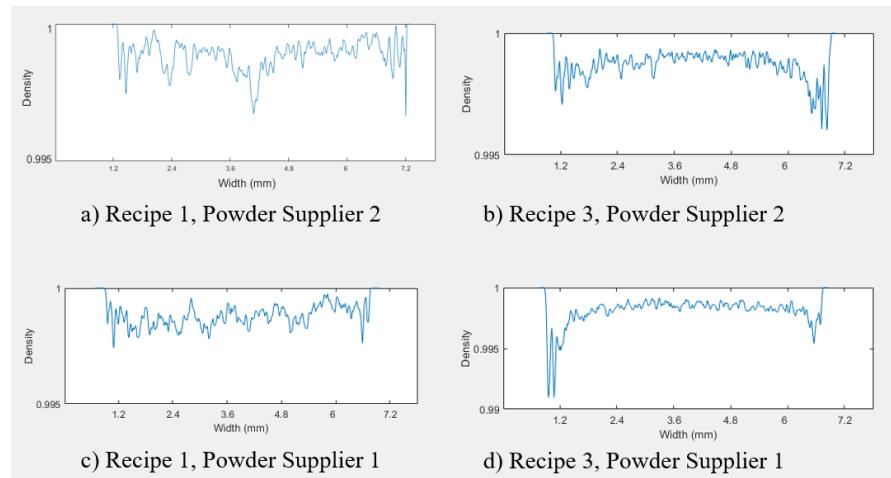 1
Density
0.995
1.2 2.4 3.6 4.8 6 7.2
Width (mm)
a) Recipe 1, Powder Supplier 2
1
Density
0.995
1.2 2.4 3.6 4.8 6 7.2
Width (mm)
b) Recipe 3, Powder Supplier 2
1
Density
0.995
1.2 2.4 3.6 4.8 6 7.2
Width (mm)
c) Recipe 1, Powder Supplier 1
1
Density
0.995
0.99
1.2 2.4 3.6 4.8 6 7.2
Width (mm)
d) Recipe 3, Powder Supplier 1